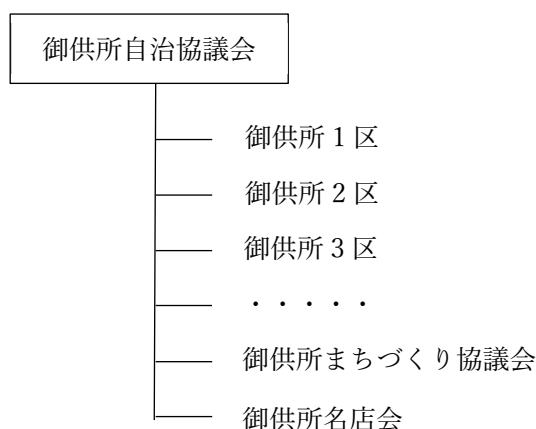 御供所自治協議会
御供所1区
御供所2区
御供所3区
・・・・・
御供所まちづくり協議会
御供所名店会